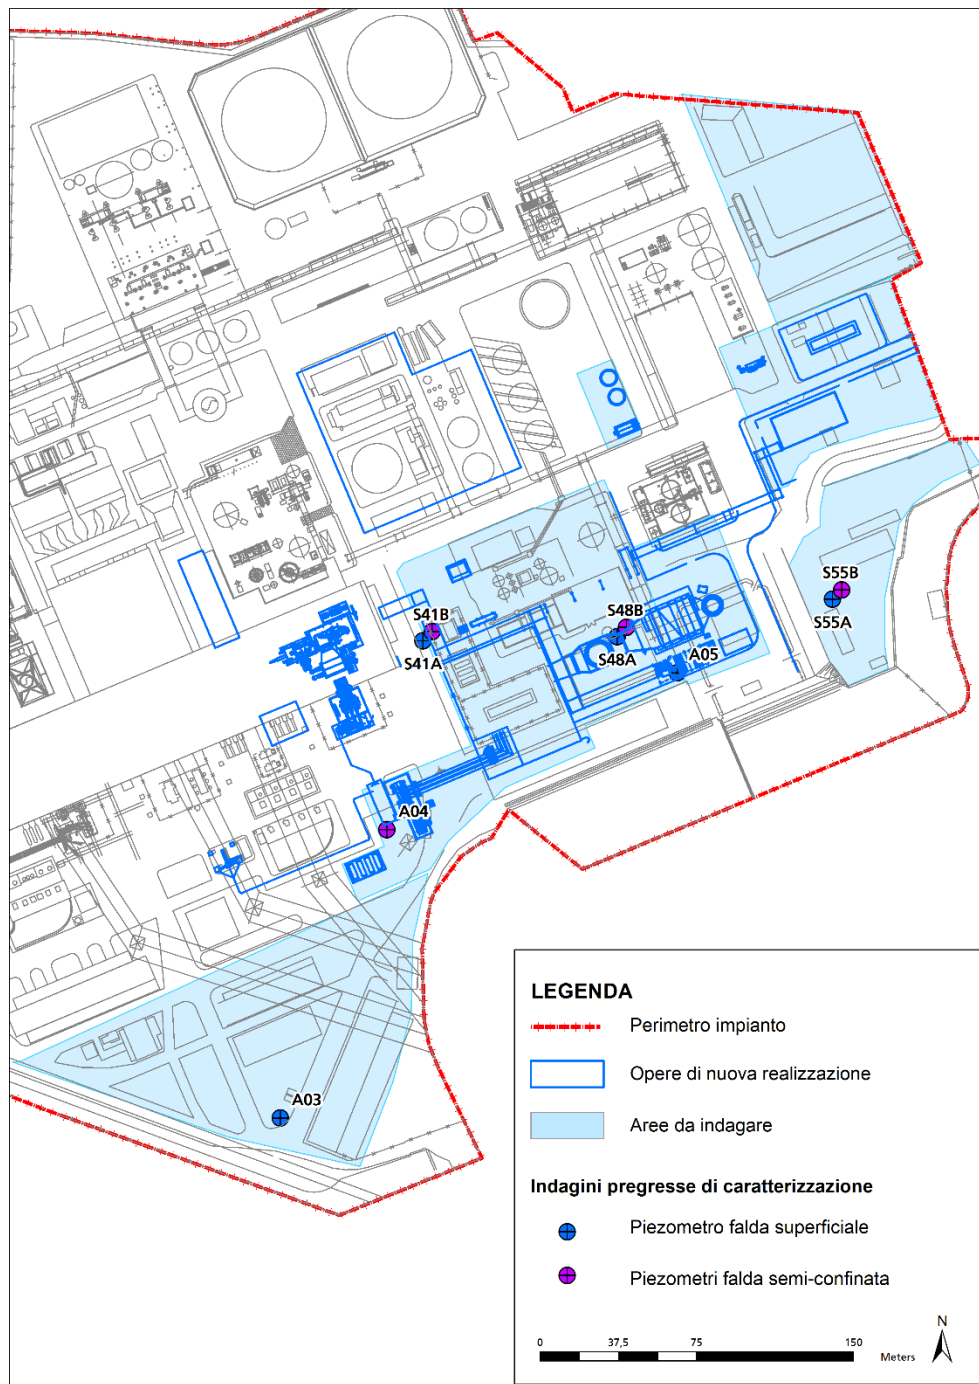 S55B
S55A
S41B
S41A
S48B
S48A
A05
A04
A03
LEGENDA
Perimetro impianto
Opere di nuova realizzazione
Aree da indagare
Indagini pregresse di caratterizzazione
Piezometro falda superficiale
Piezometri falda semi-confinata
0 37,5 75 150
Meters
N